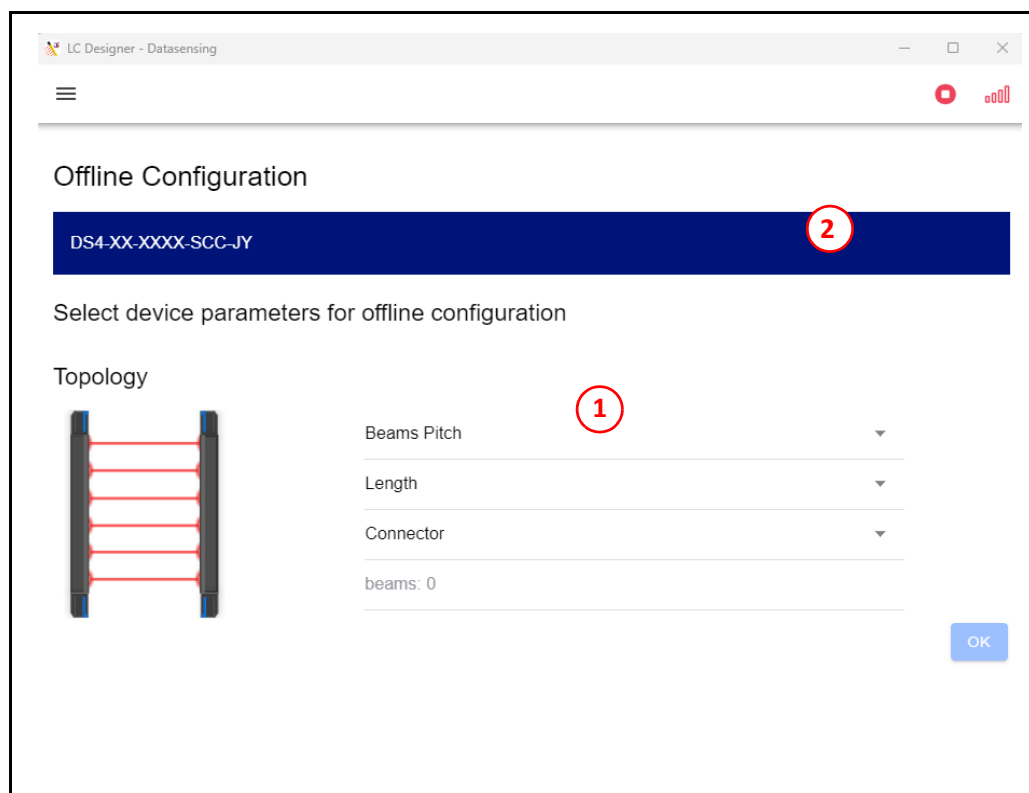 LC Designer - Datasensing
Offline Configuration
DS4-XX-XXXX-SCC-JY
2
Select device parameters for offline configuration
Topology
1
Beams Pitch
Length
Connector
beams: 0
OK